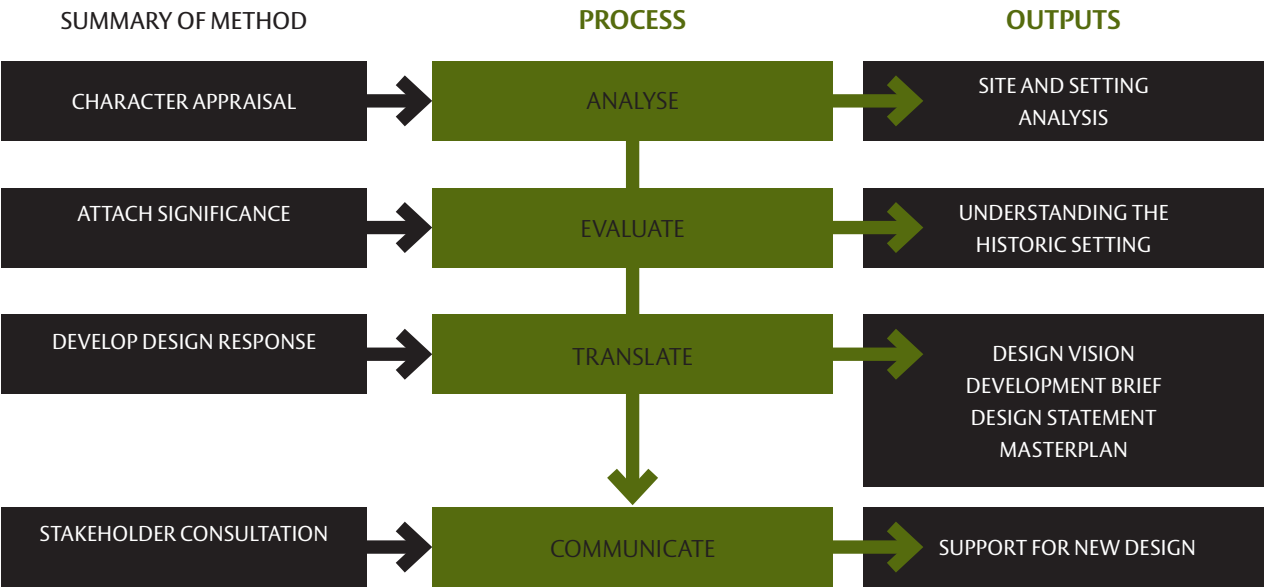 SUMMARY OF METHOD
PROCESS
OUTPUTS
CHARACTER APPRAISAL
ANALYSE
SITE AND SETTING
ANALYSIS
ATTACH SIGNIFICANCE
EVALUATE
UNDERSTANDING THE
HISTORIC SETTING
DEVELOP DESIGN RESPONSE
TRANSLATE
DESIGN VISION
DEVELOPMENT BRIEF
DESIGN STATEMENT
MASTERPLAN
STAKEHOLDER CONSULTATION
COMMUNICATE
SUPPORT FOR NEW DESIGN